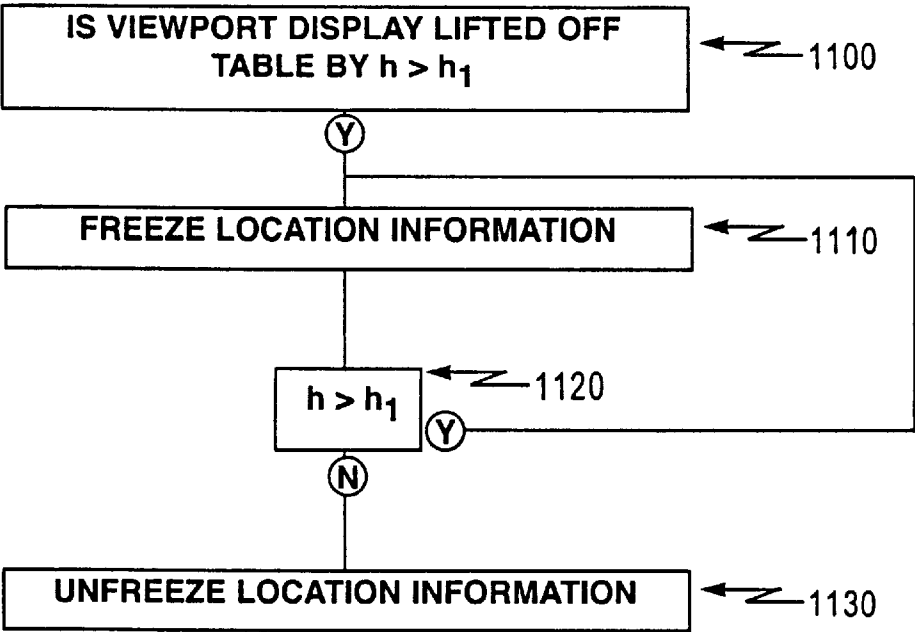 IS VIEWPORT DISPLAY LIFTED OFF
TABLE BY h > h1
1100
Y
FREEZE LOCATION INFORMATION
1110
h > h1
1120
Y
N
UNFREEZE LOCATION INFORMATION
1130